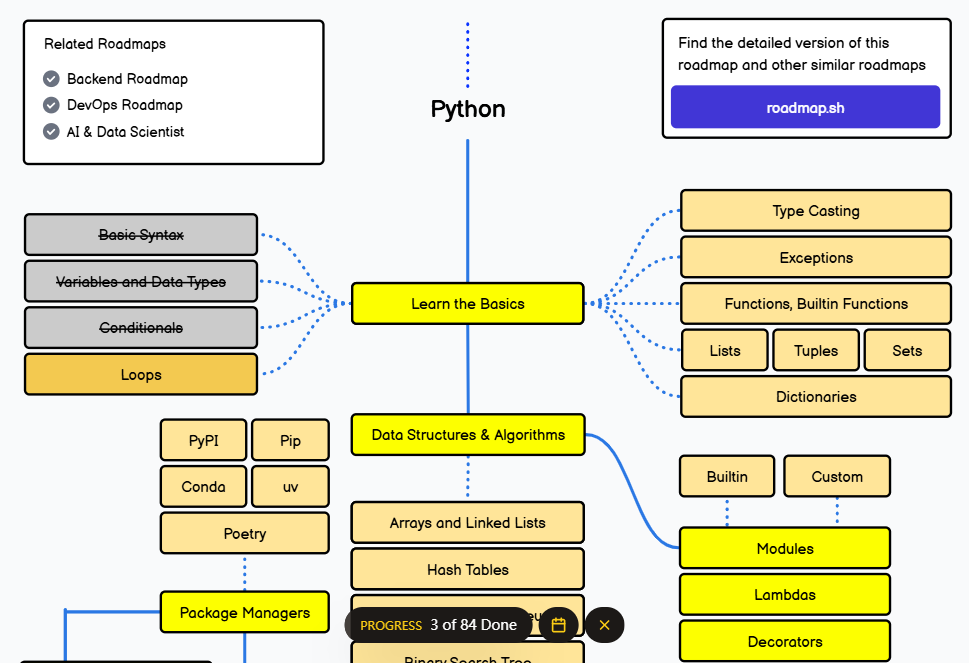 Related Roadmaps
Backend Roadmap
DevOps Roadmap
AI & Data Scientist
Python
Find the detailed version of this
roadmap and other similar roadmaps
roadmap.sh
Basic Syntax
Variables and Data Types
Conditionals
Loops
Learn the Basics
Type Casting
Exceptions
Functions, Builtin Functions
Lists
Tuples
Sets
Dictionaries
PyPI
Pip
Conda
uv
Poetry
Package Managers
Data Structures & Algorithms
Arrays and Linked Lists
Hash Tables
Binary Search Tree
Builtin
Custom
Modules
Lambdas
Decorators
PROGRESS 3 of 84 Done